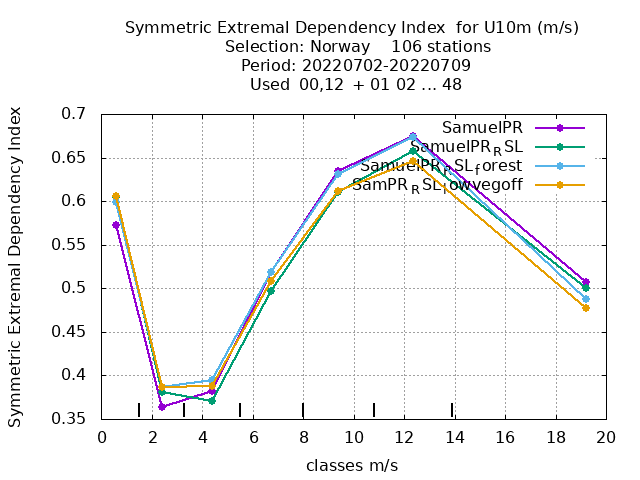 Symmetric Extremal Dependency Index  for U10m (m/s)
Selection: Norway    106 stations
Period: 20220702-20220709
Used  00,12  + 01 02 ... 48
Symmetric Extremal Dependency Index
0.7
0.65
0.6
0.55
0.5
0.45
0.4
0.35
SamuelPR
SamuelPR_RSL
SamuelPR_RSL_forest
SamPR_RSL_lowvegoff
0 2 4 6 8 10 12 14 16 18 20
classes m/s